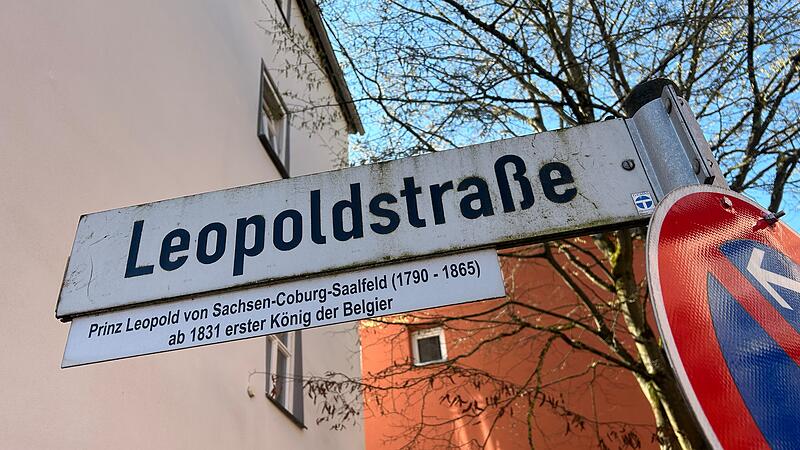 Leopoldstraße
Prinz Leopold von Sachsen-Coburg-Saalfeld (1790 - 1865)
ab 1831 erster König der Belgier